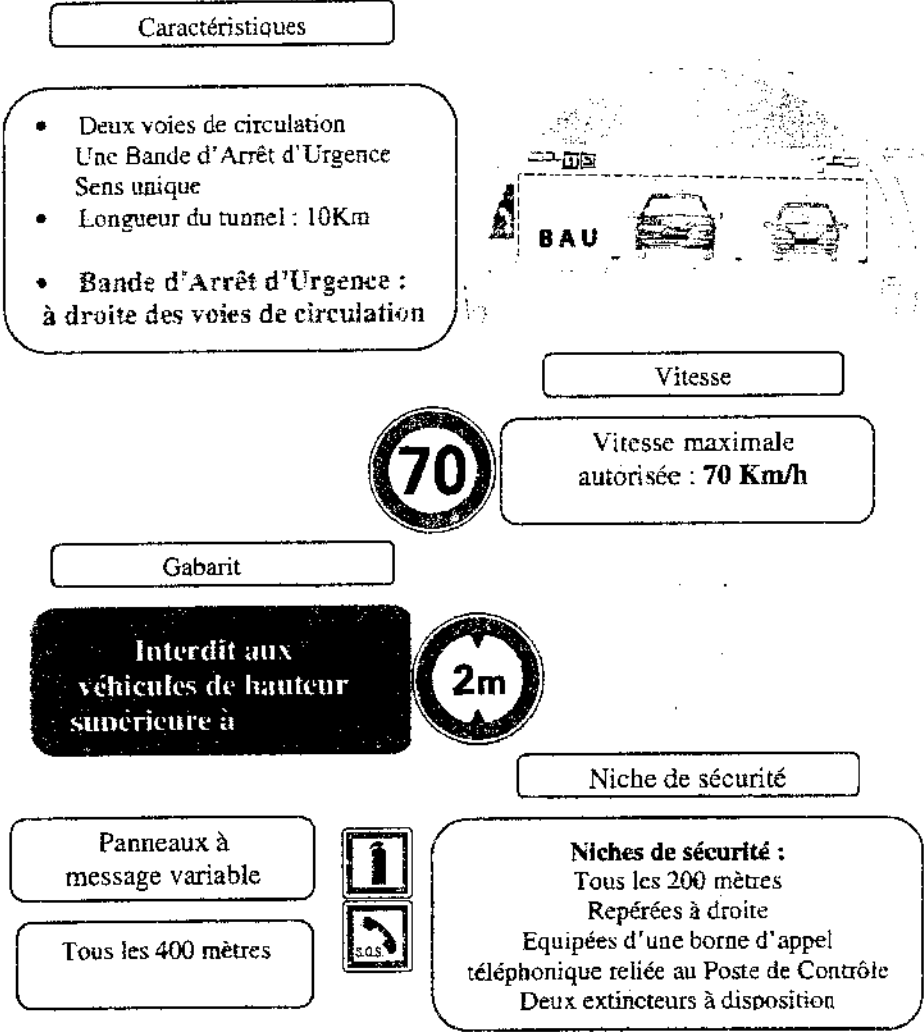 Caractéristiques
• Deux voies de circulation
Une Bande d'Arrêt d'Urgence
Sens unique
• Longueur du tunnel : 10Km
• Bande d'Arrêt d'Urgence :
à droite des voies de circulation
BAU
Vitesse
70
Vitesse maximale
autorisée : 70 Km/h
Gabarit
Interdit aux
véhicules de hauteur
supérieure à
2m
Niche de sécurité
Panneaux à
message variable
Tous les 400 mètres
S.O.S.
Niches de sécurité :
Tous les 200 mètres
Repérées à droite
Equipées d'une borne d'appel
téléphonique reliée au Poste de Contrôle
Deux extincteurs à disposition